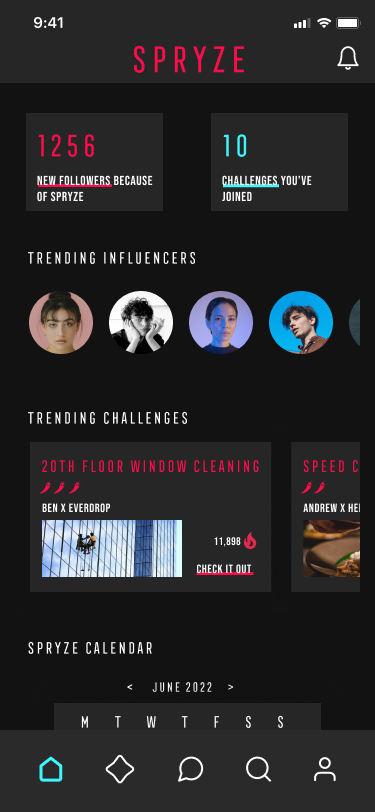 9:41
SPRYZE
1256
NEW FOLLOWERS BECAUSE
OF SPRYZE
10
CHALLENGES YOU'VE
JOINED
TRENDING INFLUENCERS
TRENDING CHALLENGES
20TH FLOOR WINDOW CLEANING
BEN X EVERDROP
11,898
CHECK IT OUT
SPEED C
ANDREW X HE
SPRYZE CALENDAR
< JUNE 2022 >
M T W T F S S